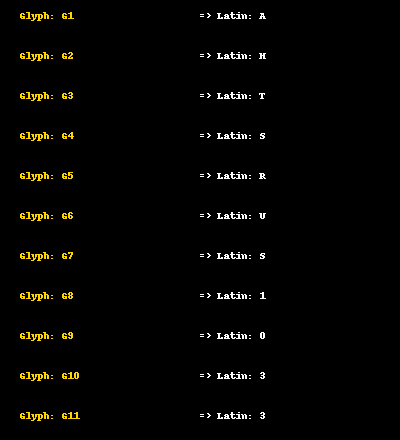 Glyph: G1 => Latin: A
Glyph: G2 => Latin: H
Glyph: G3 => Latin: T
Glyph: G4 => Latin: S
Glyph: G5 => Latin: R
Glyph: G6 => Latin: U
Glyph: G7 => Latin: S
Glyph: G8 => Latin: 1
Glyph: G9 => Latin: 0
Glyph: G10 => Latin: 3
Glyph: G11 => Latin: 3